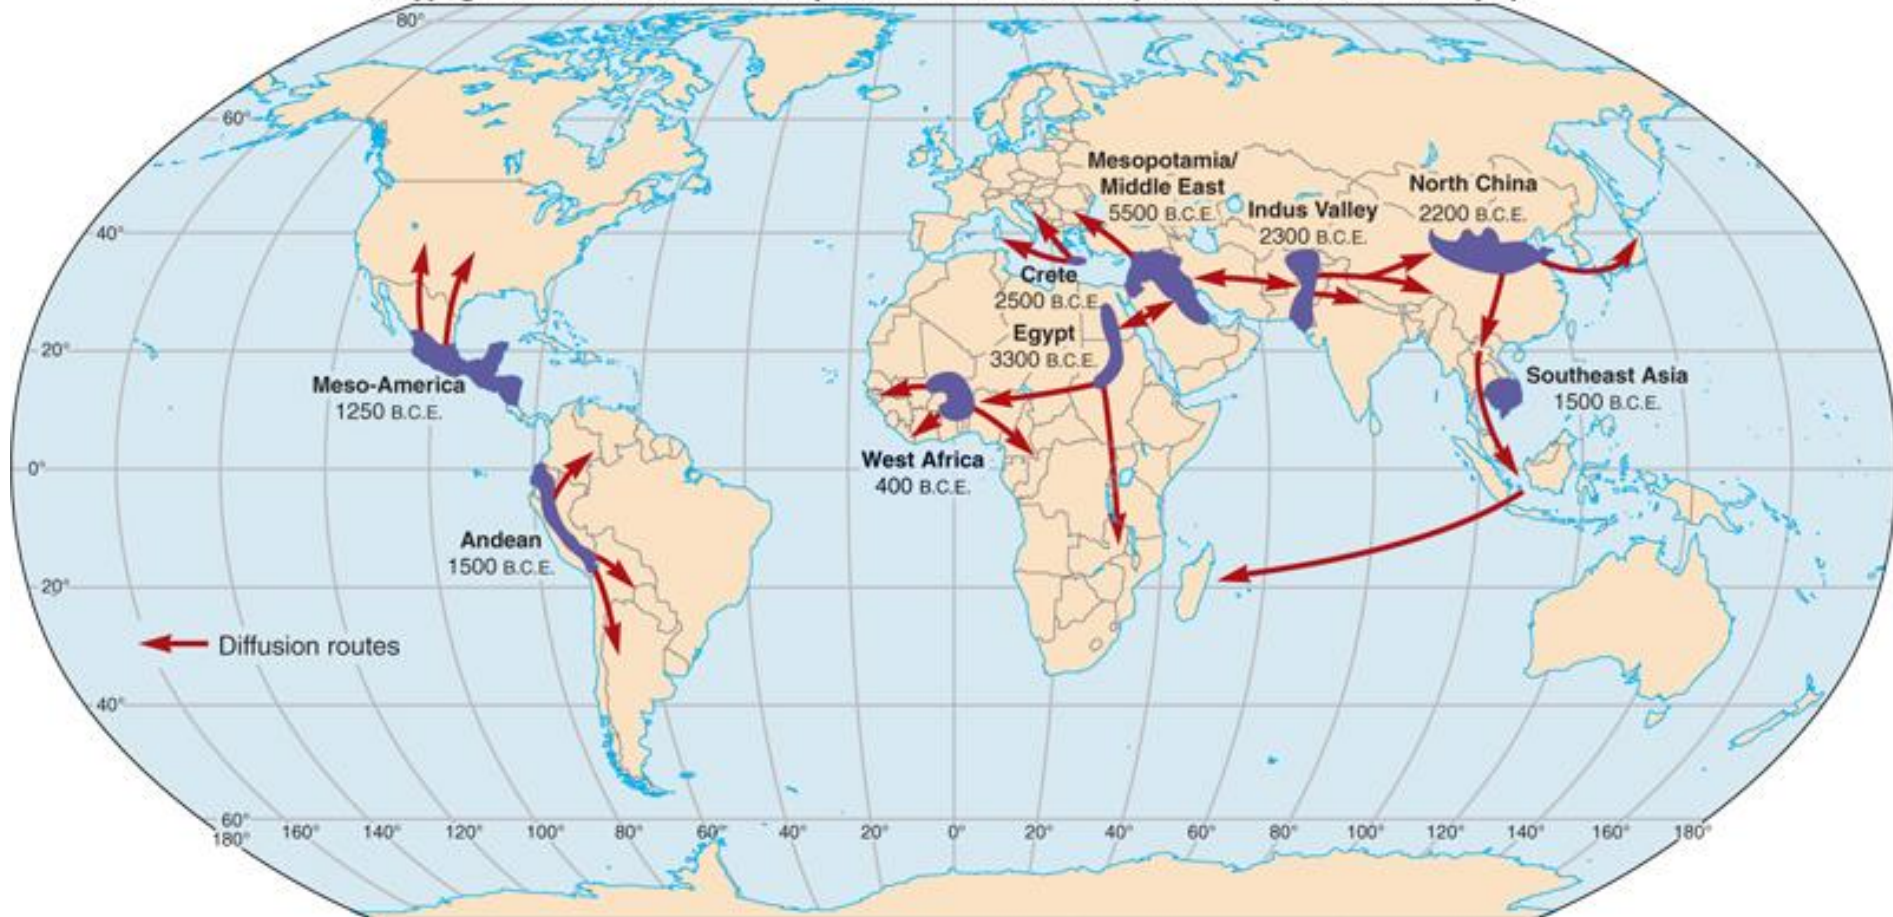 80°
60°
Mesopotamia/
Middle East
5500 B.C.E.
North China
2200 B.C.E.
Indus Valley
2300 B.C.E.
40°
Crete
2500 B.C.E.
Egypt
3300 B.C.E.
20°
Meso-America
1250 B.C.E.
Southeast Asia
1500 B.C.E.
West Africa
400 B.C.E.
0°
Andean
1500 B.C.E.
20°
Diffusion routes
40°
60°
180° 160° 140° 120° 100° 80° 60° 40° 20° 0° 20° 40° 60° 80° 100° 120° 140° 160° 180°